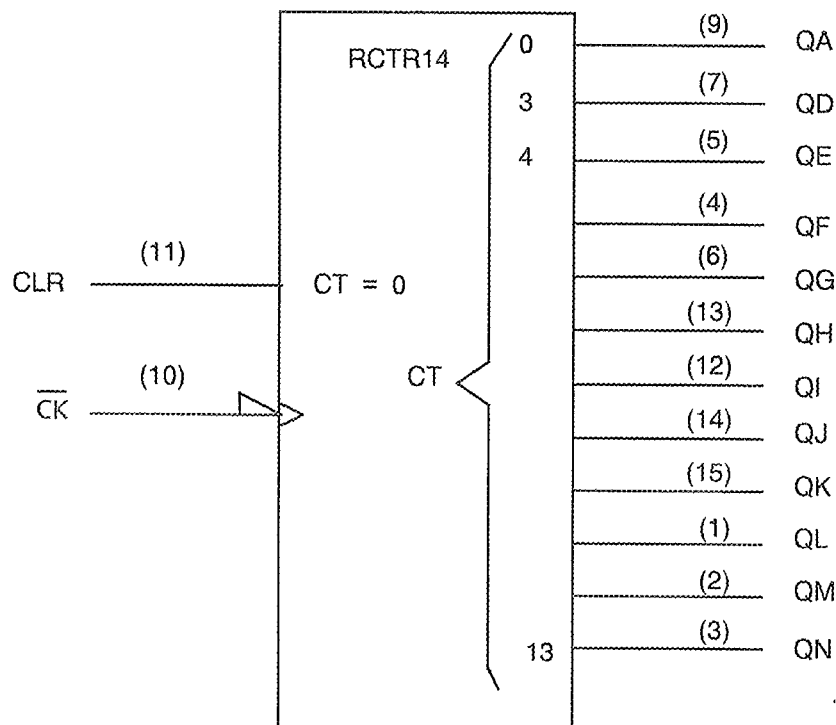 RCTR14
0 (9) QA
3 (7) QD
4 (5) QE
(4) QF
(6) QG
(13) QH
(12) QI
(14) QJ
(15) QK
(1) QL
(2) QM
13 (3) QN
CLR (11) CT = 0
C̅K̅ (10)
CT